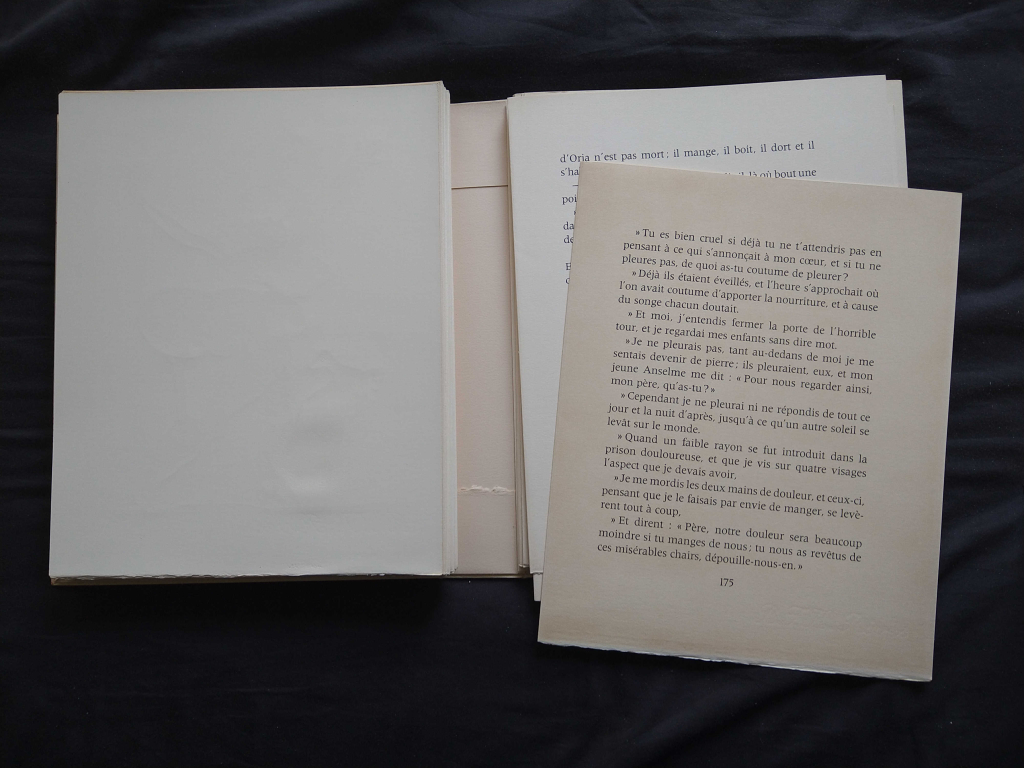 d'Oria n'est pas mort ; il mange, il boit, il dort et il
s'ha
là où bout une
poi
da
de
» Tu es bien cruel si déjà tu ne t'attendris pas en
pensant à ce qui s'annonçait à mon cœur, et si tu ne
pleures pas, de quoi as-tu coutume de pleurer ?
» Déjà ils étaient éveillés, et l'heure s'approchait où
l'on avait coutume d'apporter la nourriture, et à cause
du songe chacun doutait.
» Et moi, j'entendis fermer la porte de l'horrible
tour, et je regardai mes enfants sans dire mot.
» Je ne pleurais pas, tant au-dedans de moi je me
sentais devenir de pierre ; ils pleuraient, eux, et mon
jeune Anselme me dit : « Pour nous regarder ainsi,
mon père, qu'as-tu ? »
» Cependant je ne pleurai ni ne répondis de tout ce
jour et la nuit d'après, jusqu'à ce qu'un autre soleil se
levât sur le monde.
» Quand un faible rayon se fut introduit dans la
prison douloureuse, et que je vis sur quatre visages
l'aspect que je devais avoir,
» Je me mordis les deux mains de douleur, et ceux-ci,
pensant que je le faisais par envie de manger, se levè-
rent tout à coup,
» Et dirent : « Père, notre douleur sera beaucoup
moindre si tu manges de nous ; tu nous as revêtus de
ces misérables chairs, dépouille-nous-en. »
175